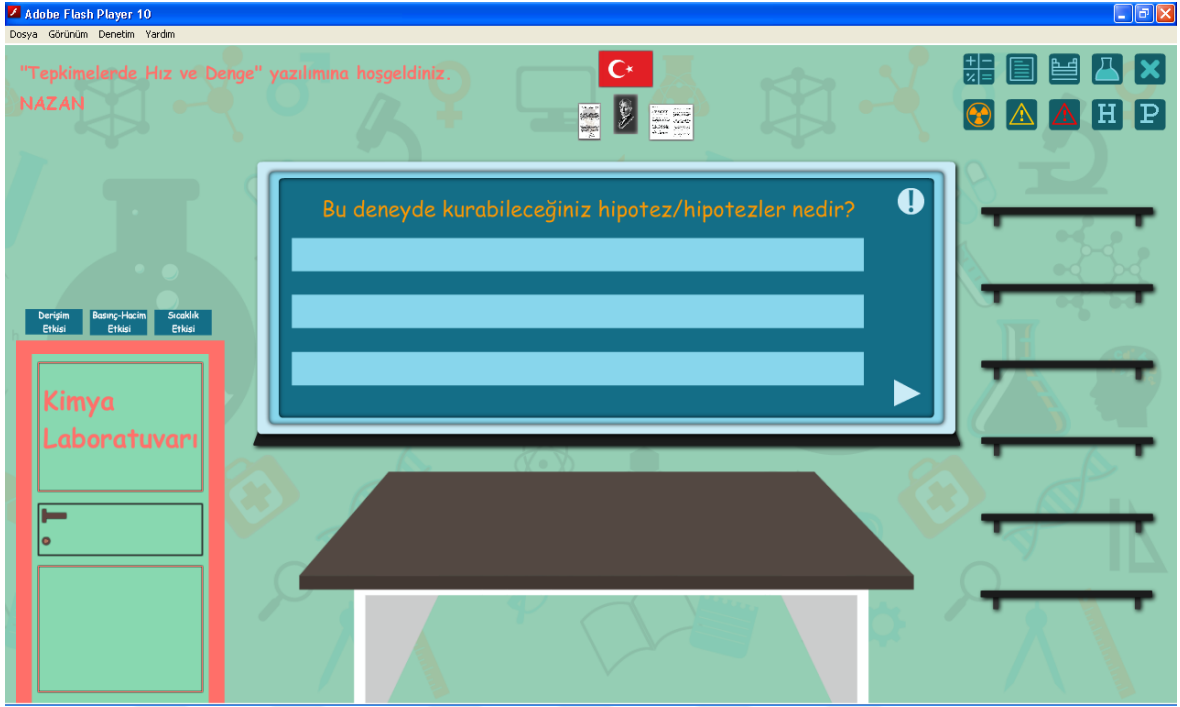 Adobe Flash Player 10
Dosya Görünüm Denetim Yardım
"Tepkimelerde Hız ve Denge" yazılımına hoşgeldiniz.
NAZAN
H P
Bu deneyde kurabileceğiniz hipotez/hipotezler nedir?
Derişim Etkisi
Basınç-Hacim Etkisi
Sıcaklık Etkisi
Kimya
Laboratuvarı